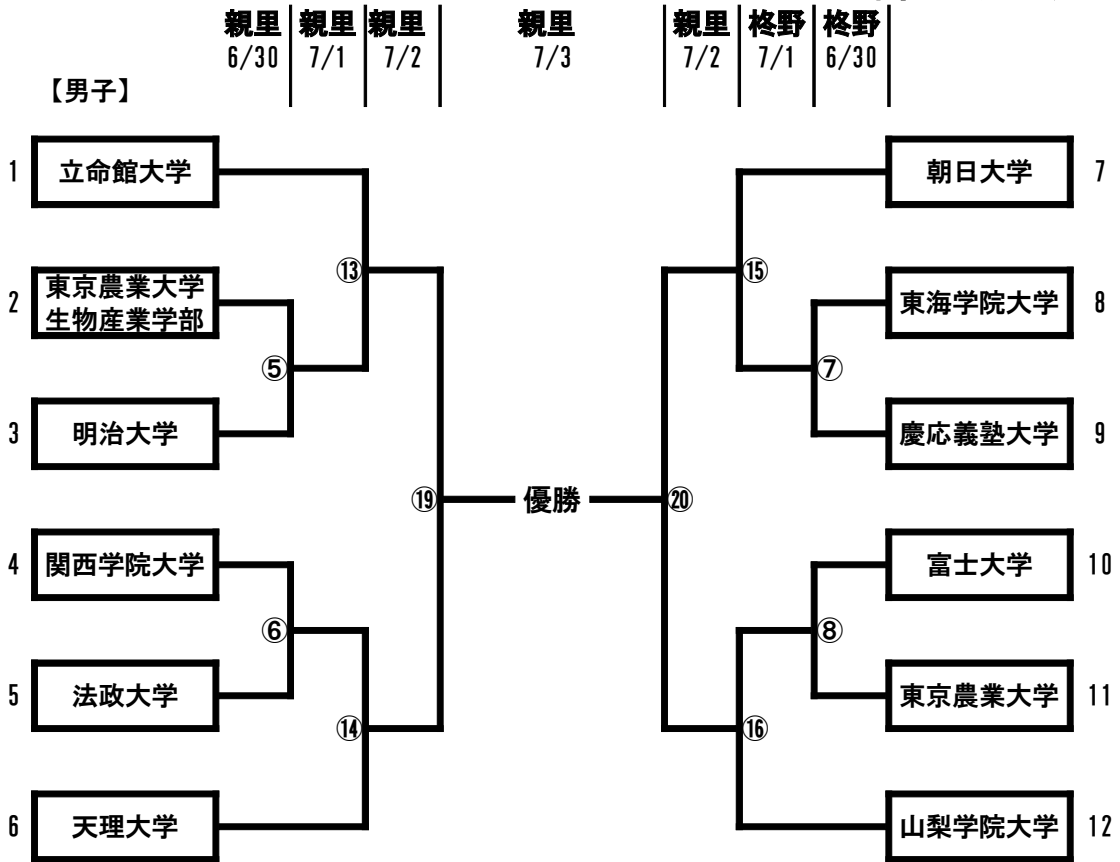 親里 親里 親里 親里 親里 柊野 柊野
6/30 7/1 7/2 7/3 7/2 7/1 6/30
【男子】
1 立命館大学 朝日大学 7
⑬ ⑮
2 東京農業大学 東海学院大学 8
生物産業学部
⑤ ⑦
3 明治大学 慶応義塾大学 9
⑲ 優勝 ⑳
4 関西学院大学 富士大学 10
⑥ ⑧
5 法政大学 東京農業大学 11
⑭ ⑯
6 天理大学 山梨学院大学 12